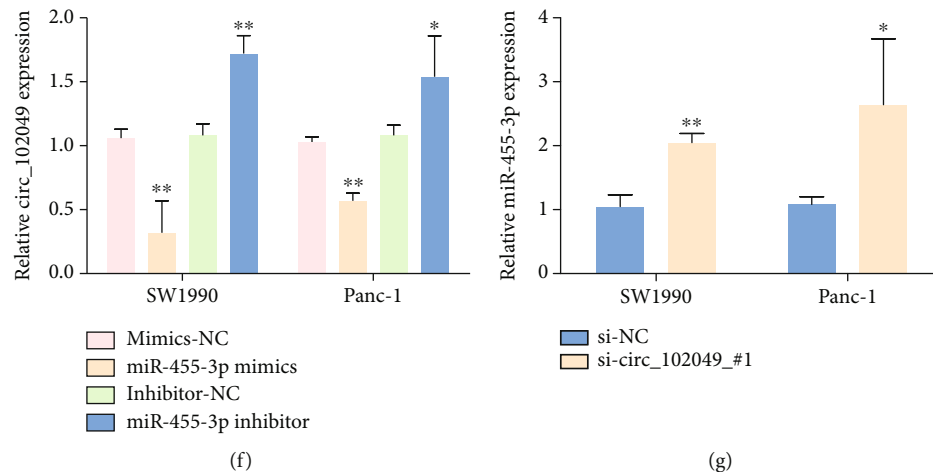 Relative circ_102049 expression
2.0
1.5
1.0
0.5
0.0
**
**
**
*
SW1990
Panc-1
Mimics-NC
miR-455-3p mimics
Inhibitor-NC
miR-455-3p inhibitor
(f)
Relative miR-455-3p expression
4
3
2
1
0
**
*
SW1990
Panc-1
si-NC
si-circ_102049_#1
(g)